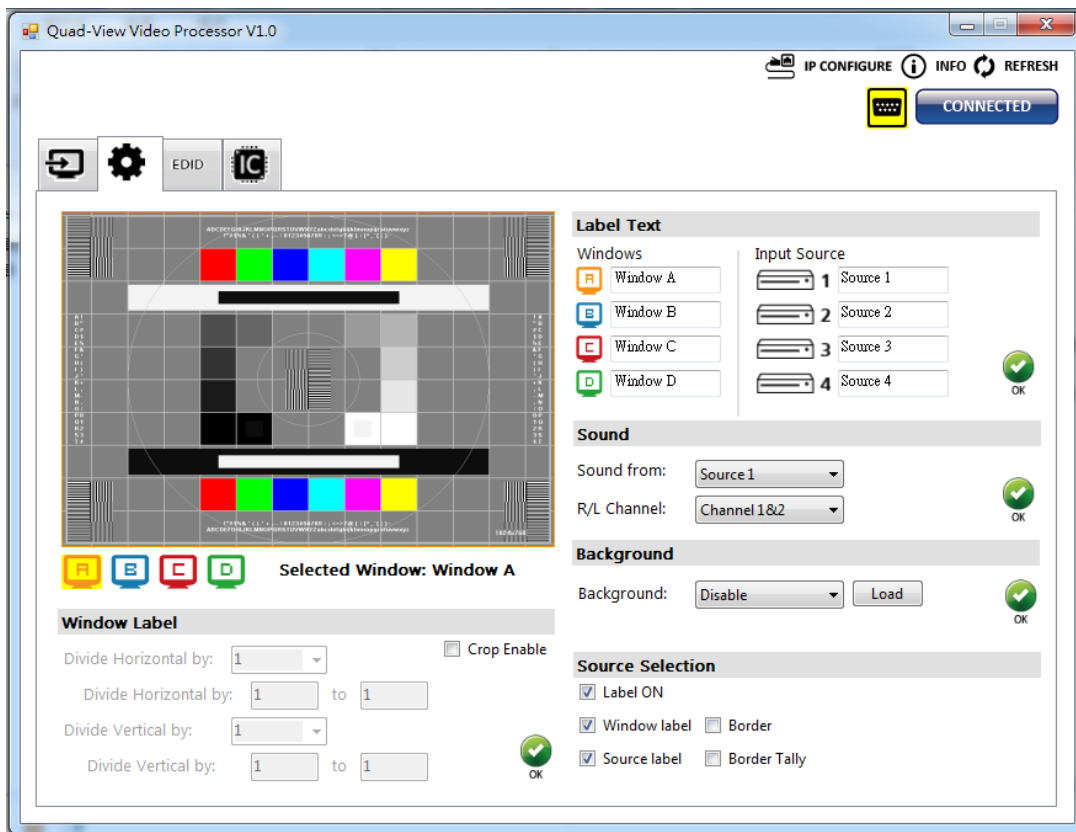 Quad-View Video Processor V1.0
IP CONFIGURE INFO REFRESH
CONNECTED
EDID IC
1024x768
A B C D Selected Window: Window A
Window Label
Crop Enable
Divide Horizontal by: 1
Divide Horizontal by: 1 to 1
Divide Vertical by: 1
Divide Vertical by: 1 to 1
OK
Label Text
Windows Input Source
A Window A 1 Source 1
B Window B 2 Source 2
C Window C 3 Source 3
D Window D 4 Source 4
OK
Sound
Sound from: Source 1
R/L Channel: Channel 1&2
OK
Background
Background: Disable Load
OK
Source Selection
Label ON
Window label Border
Source label Border Tally